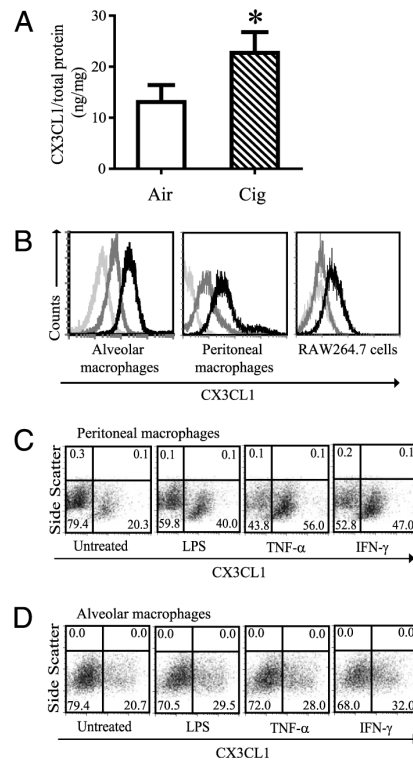 A
CX3CL1/total protein
(ng/mg)
30
20
10
0
*
Air Cig
B
Counts
Alveolar
macrophages
Peritoneal
macrophages
RAW264.7 cells
CX3CL1
C
Peritoneal macrophages
Side Scatter
0.3 0.1 0.1 0.1 0.1 0.1 0.2 0.1
79.4 20.3 59.8 40.0 43.8 56.0 52.8 47.0
Untreated LPS TNF-α IFN-γ
CX3CL1
D
Alveolar macrophages
Side Scatter
0.0 0.0 0.0 0.0 0.0 0.0 0.0 0.0
79.4 20.7 70.5 29.5 72.0 28.0 68.0 32.0
Untreated LPS TNF-α IFN-γ
CX3CL1